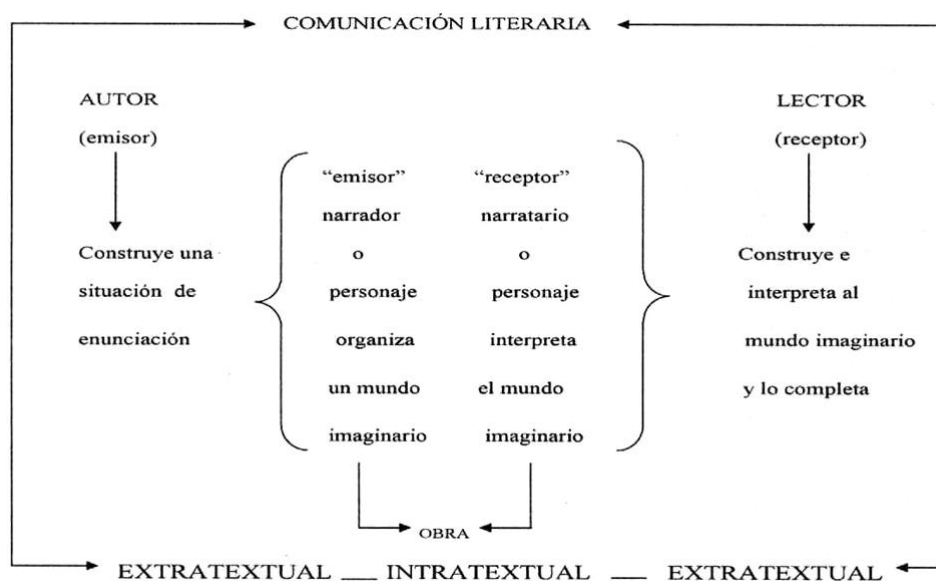 COMUNICACIÓN LITERARIA
AUTOR
(emisor)
Construye una
situación de
enunciación
“emisor”
narrador
o
personaje
organiza
un mundo
imaginario
“receptor”
narratario
o
personaje
interpreta
el mundo
imaginario
LECTOR
(receptor)
Construye e
interpreta al
mundo imaginario
y lo completa
OBRA
EXTRATEXTUAL __ INTRATEXTUAL __ EXTRATEXTUAL